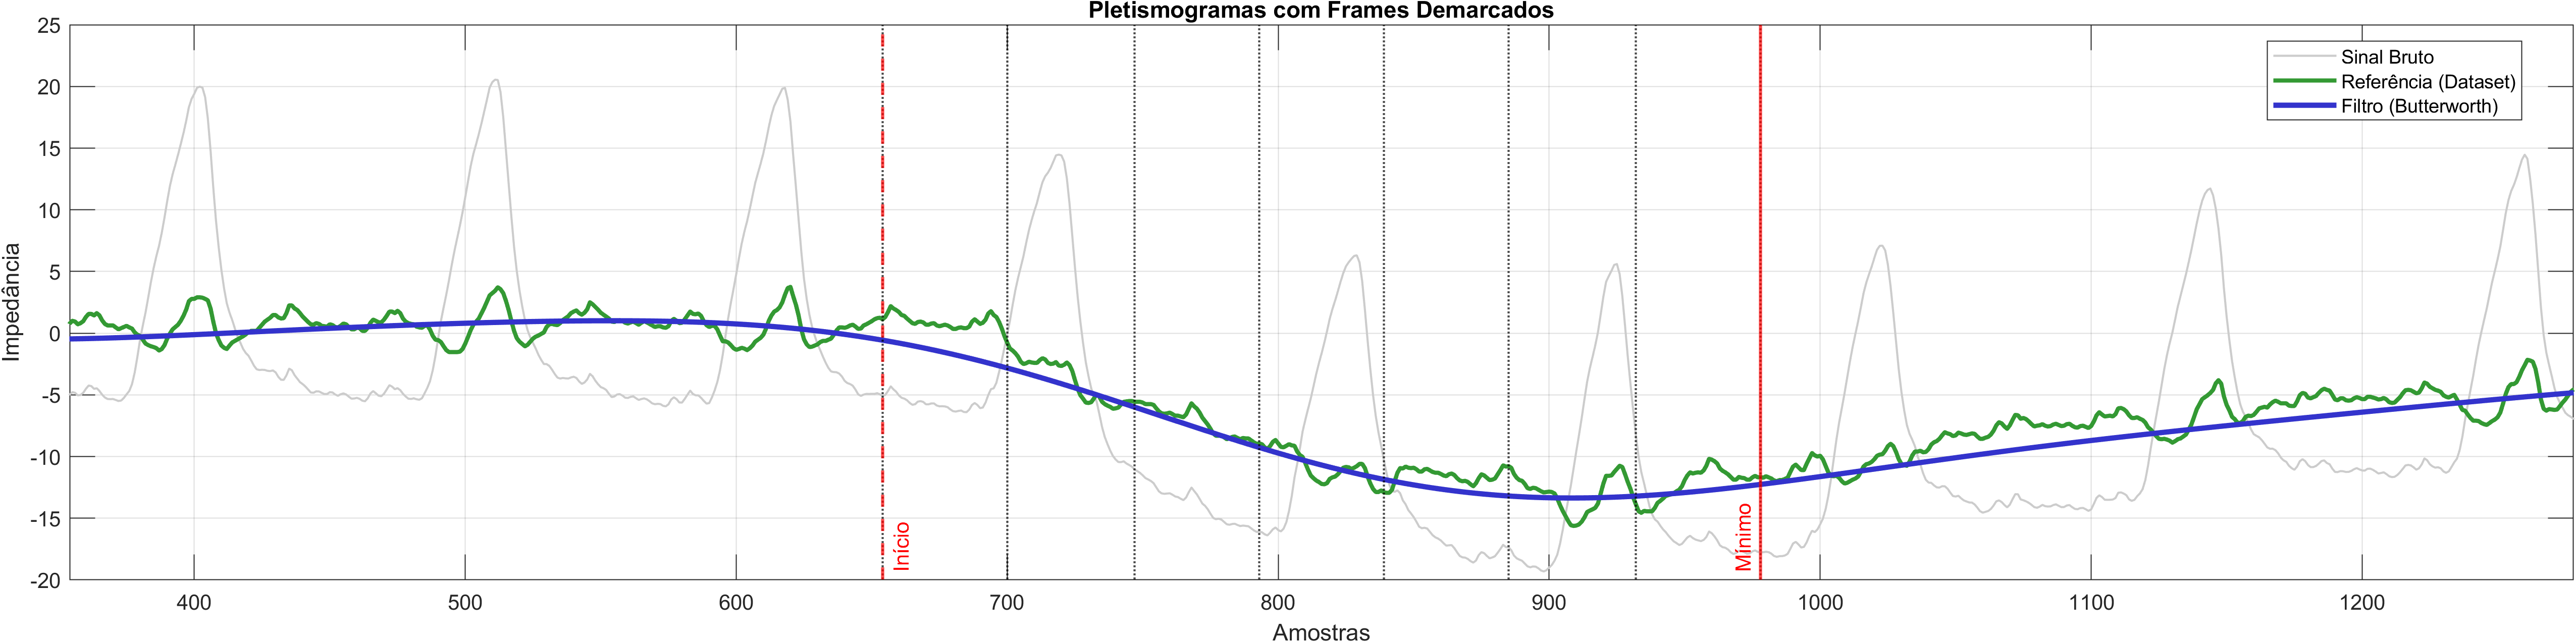 Pletismogramas com Frames Demarcados
25
20
15
10
5
0
-5
-10
-15
-20
Impedância
Sinal Bruto
Referência (Dataset)
Filtro (Butterworth)
Início
Mínimo
400
500
600
700
800
900
1000
1100
1200
Amostras